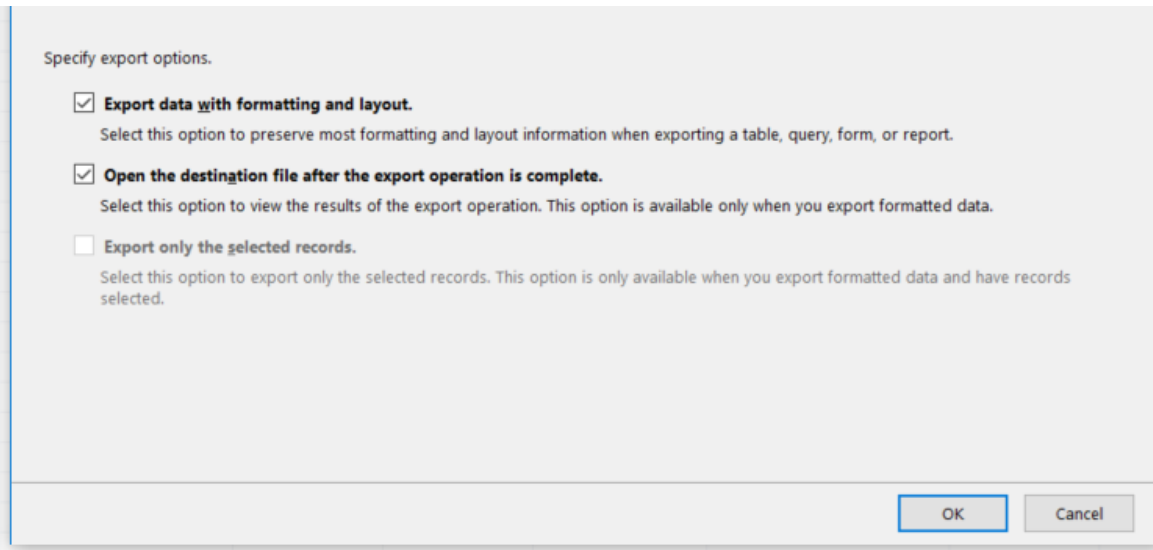 Specify export options.
Export data with formatting and layout.
Select this option to preserve most formatting and layout information when exporting a table, query, form, or report.
Open the destination file after the export operation is complete.
Select this option to view the results of the export operation. This option is available only when you export formatted data.
Export only the selected records.
Select this option to export only the selected records. This option is only available when you export formatted data and have records
selected.
OK Cancel